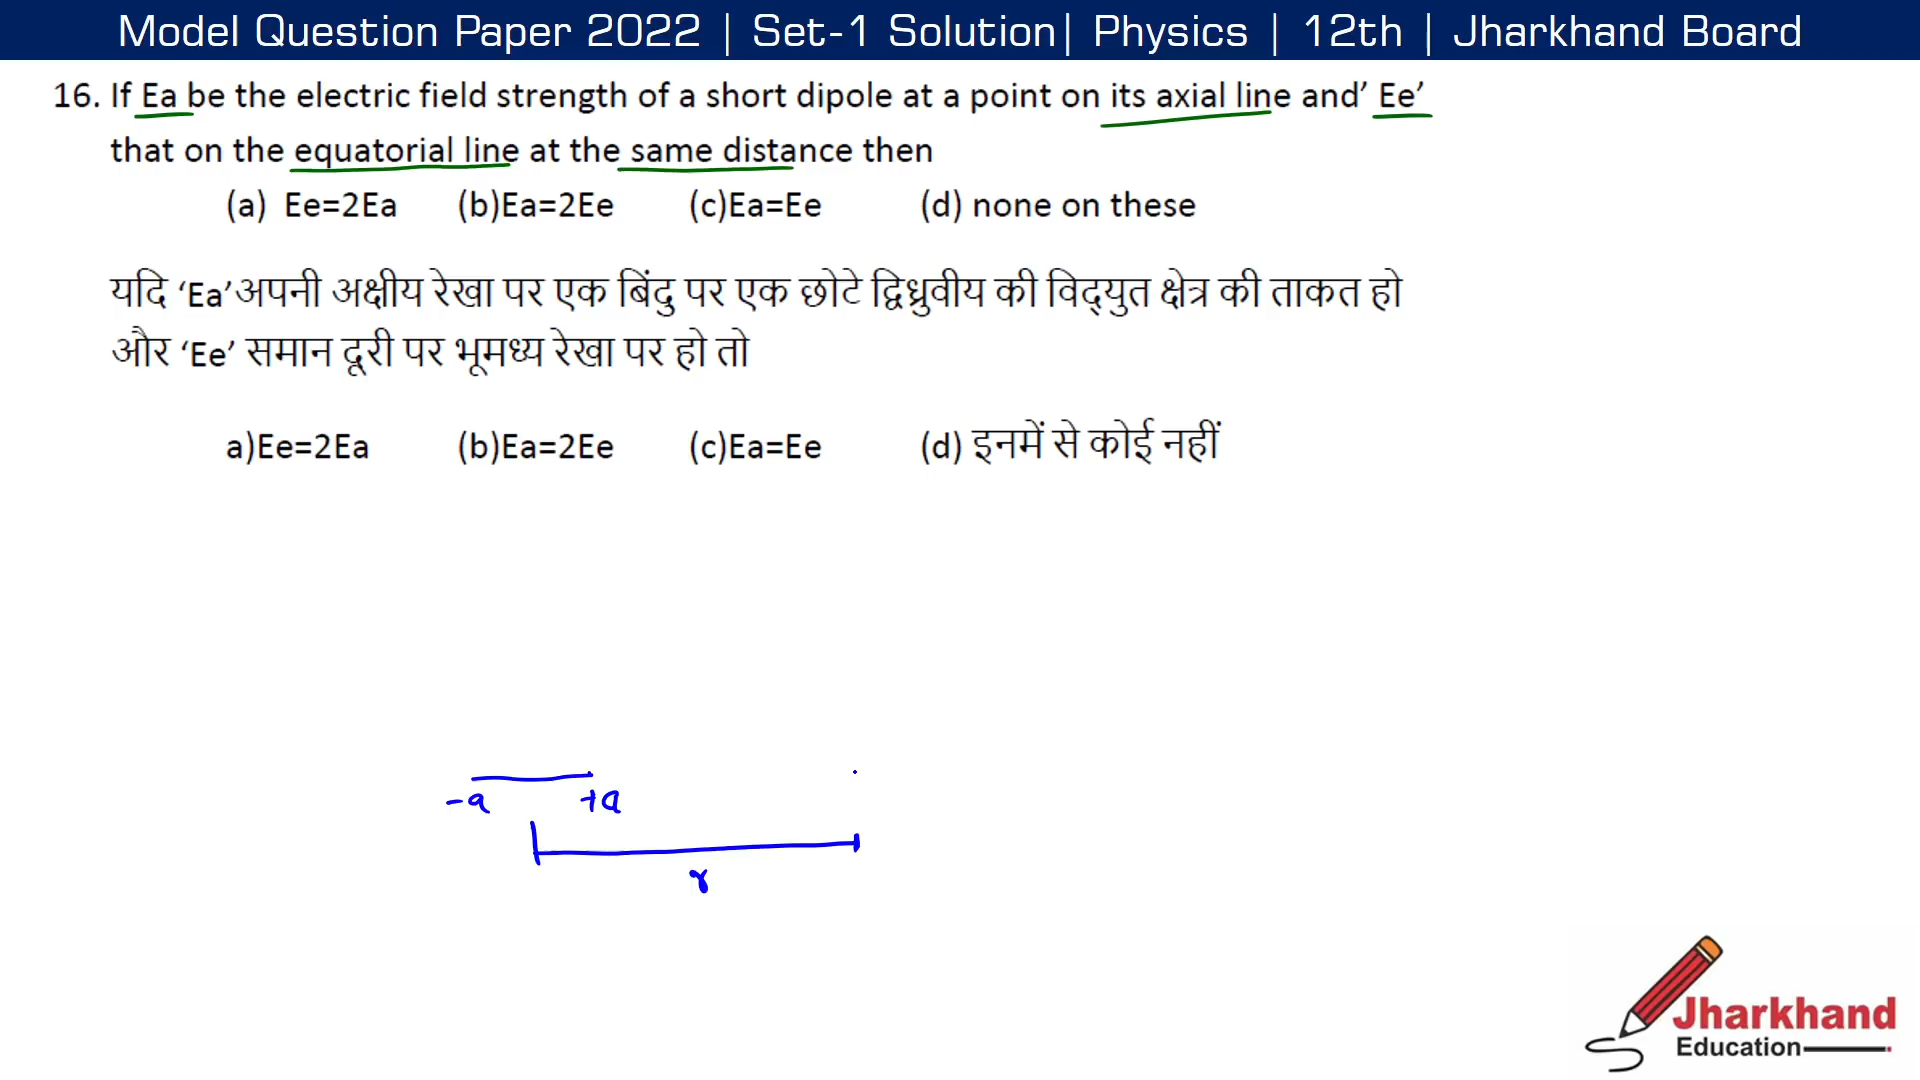 Model Question Paper 2022 | Set-1 Solution| Physics | 12th | Jharkhand Board
16. If Ea be the electric field strength of a short dipole at a point on its axial line and’ Ee’
that on the equatorial line at the same distance then
(a) Ee=2Ea (b)Ea=2Ee (c)Ea=Ee (d) none on these
यदि ‘Ea’अपनी अक्षीय रेखा पर एक बिंदु पर एक छोटे द्विध्रुवीय की विद्युत क्षेत्र की ताकत हो
और ‘Ee’ समान दूरी पर भूमध्य रेखा पर हो तो
a)Ee=2Ea (b)Ea=2Ee (c)Ea=Ee (d) इनमें से कोई नहीं
-q +q
r
Jharkhand
Education